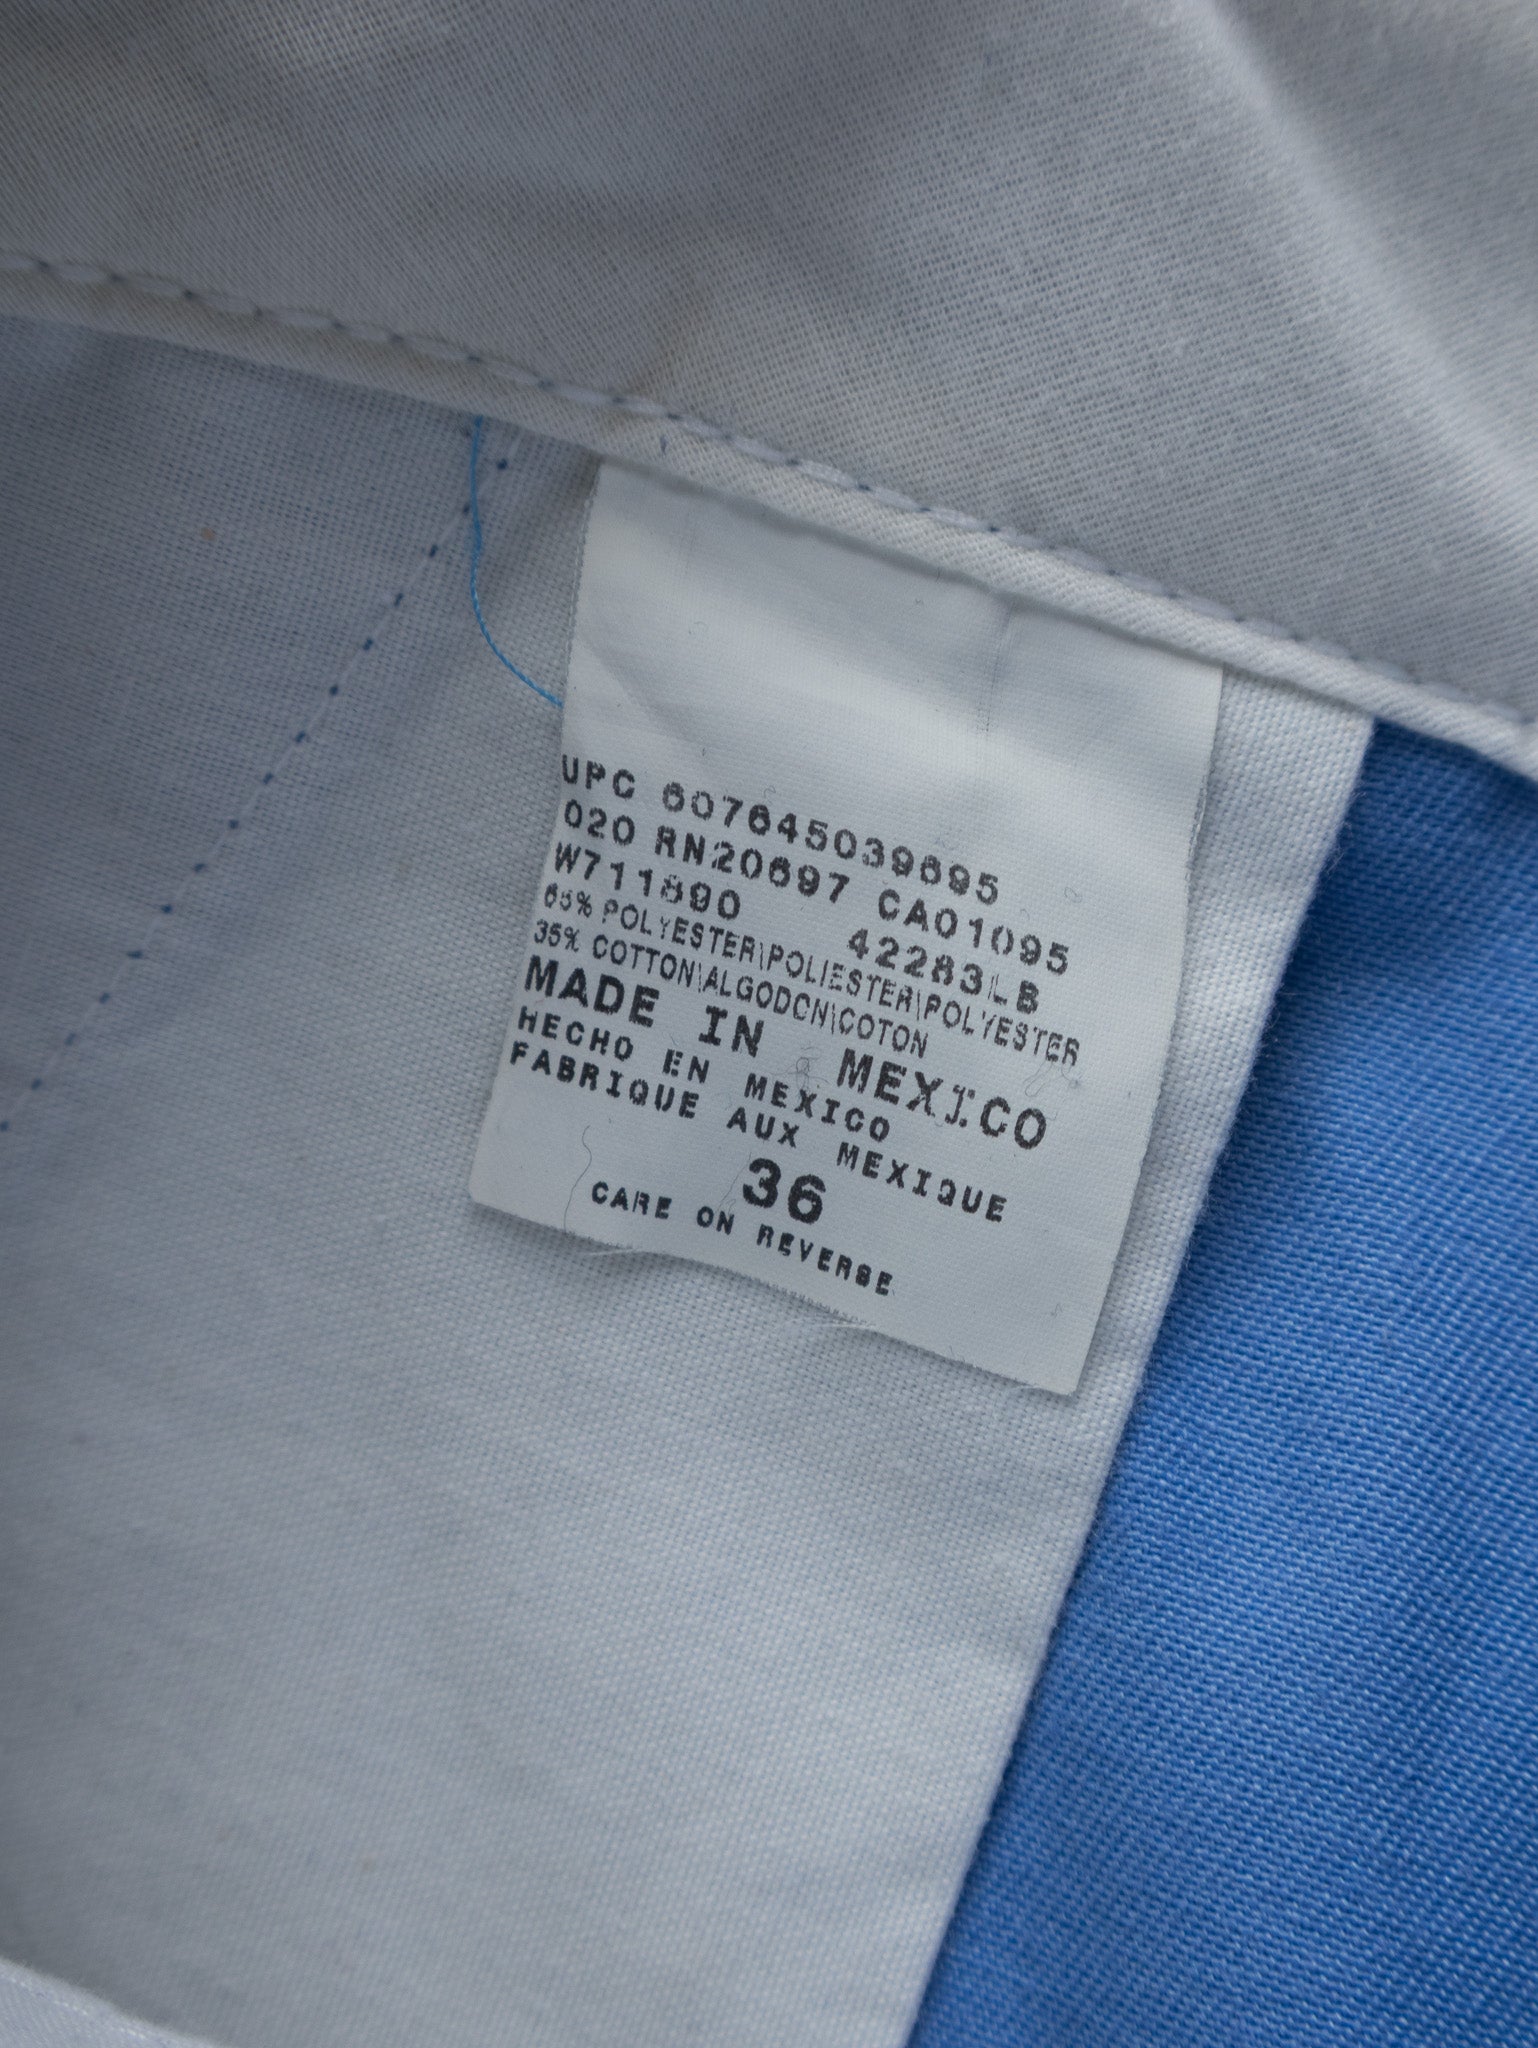 UPC 607645039695
020 RN20697 CA01095
W711890 42283LB
65% POLYESTER\POLIESTER\POLYESTER
35% COTTON\ALGODON\COTON
MADE IN MEXICO
HECHO EN MEXICO
FABRIQUE AUX MEXIQUE
36
CARE ON REVERSE